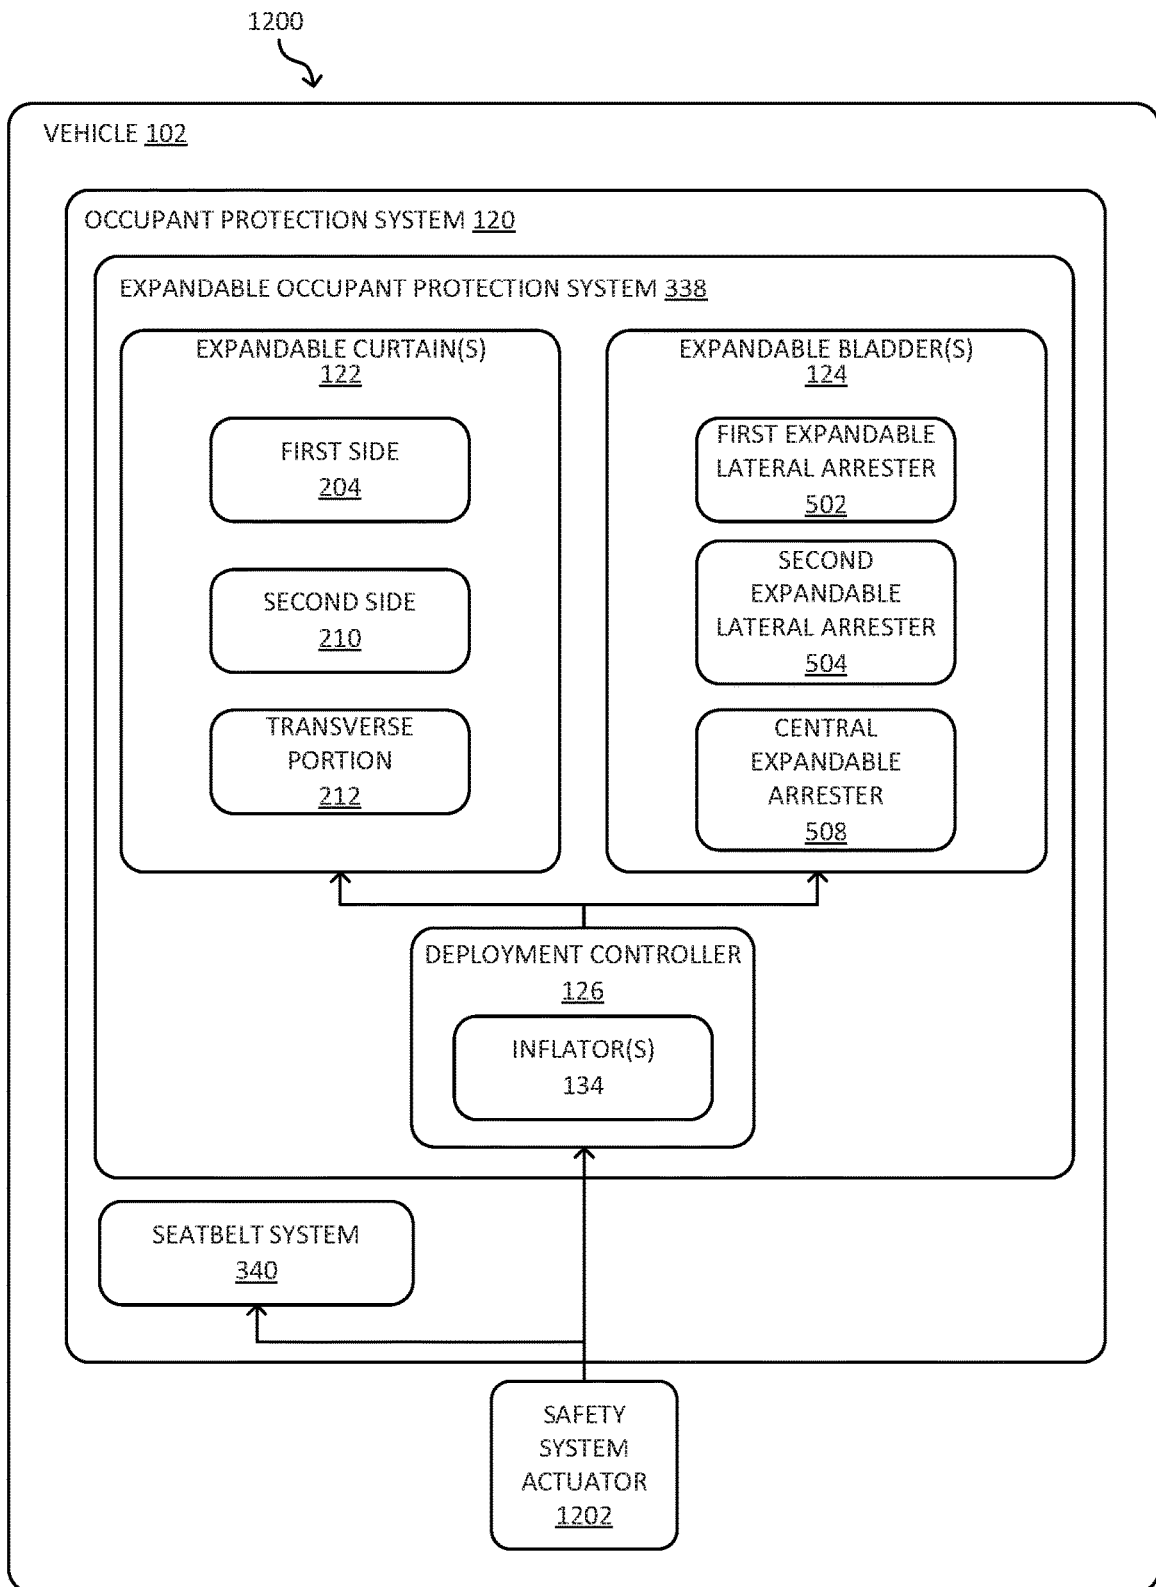 1200
VEHICLE 102
OCCUPANT PROTECTION SYSTEM 120
EXPANDABLE OCCUPANT PROTECTION SYSTEM 338
EXPANDABLE CURTAIN(S)
122
FIRST SIDE
204
SECOND SIDE
210
TRANSVERSE
PORTION
212
EXPANDABLE BLADDER(S)
124
FIRST EXPANDABLE
LATERAL ARRESTER
502
SECOND
EXPANDABLE
LATERAL ARRESTER
504
CENTRAL
EXPANDABLE
ARRESTER
508
DEPLOYMENT CONTROLLER
126
INFLATOR(S)
134
SEATBELT SYSTEM
340
SAFETY
SYSTEM
ACTUATOR
1202